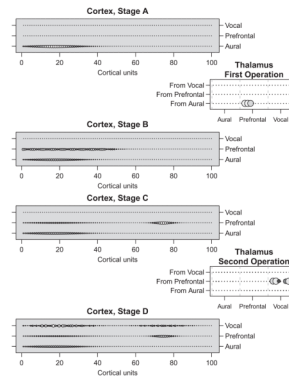 Cortex, Stage A
Vocal
Prefrontal
Aural
0 20 40 60 80 100
Cortical units
Thalamus
First Operation
From Vocal
From Prefrontal
From Aural
Aural Prefrontal Vocal
Cortex, Stage B
Vocal
Prefrontal
Aural
0 20 40 60 80 100
Cortical units
Cortex, Stage C
Vocal
Prefrontal
Aural
0 20 40 60 80 100
Cortical units
Thalamus
Second Operation
From Vocal
From Prefrontal
From Aural
Aural Prefrontal Vocal
Cortex, Stage D
Vocal
Prefrontal
Aural
0 20 40 60 80 100
Cortical units